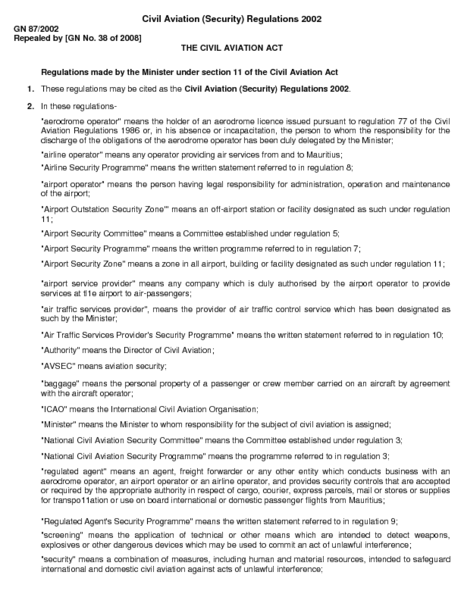 Civil Aviation (Security) Regulations 2002
GN 87/2002
Repealed by [GN No. 38 of 2008]
THE CIVIL AVIATION ACT
Regulations made by the Minister under section 11 of the Civil Aviation Act
1. These regulations may be cited as the Civil Aviation (Security) Regulations 2002.
2. In these regulations-
"aerodrome operator" means the holder of an aerodrome licence issued pursuant to regulation 77 of the Civil
Aviation Regulations 1986 or, in his absence or incapacitation, the person to whom the responsibility for the
discharge of the obligations of the aerodrome operator has been duly delegated by the Minister;
"airline operator" means any operator providing air services from and to Mauritius;
"Airline Security Programme" means the written statement referred to in regulation 8;
"airport operator" means the person having legal responsibility for administration, operation and maintenance
of the airport;
"Airport Outstation Security Zone"" means an off-airport station or facility designated as such under regulation
11;
"Airport Security Committee" means a Committee established under regulation 5;
"Airport Security Programme" means the written programme referred to in regulation 7;
"Airport Security Zone" means a zone in all airport, building or facility designated as such under regulation 11;
"airport service provider" means any company which is duly authorised by the airport operator to provide
services at tl1e airport to air-passengers;
"air traffic services provider", means the provider of air traffic control service which has been designated as
such by the Minister;
"Air Traffic Services Provider's Security Programme" means the written statement referred to in regulation 10;
"Authority" means the Director of Civil Aviation;
"AVSEC" means aviation security;
"baggage" means the personal property of a passenger or crew member carried on an aircraft by agreement
with the aircraft operator;
"ICAO" means the International Civil Aviation Organisation;
"Minister" means the Minister to whom responsibility for the subject of civil aviation is assigned;
"National Civil Aviation Security Committee" means the Committee established under regulation 3;
"National Civil Aviation Security Programme" means the programme referred to in regulation 3;
"regulated agent" means an agent, freight forwarder or any other entity which conducts business with an
aerodrome operator, an airport operator or an airline operator, and provides security controls that are accepted
or required by the appropriate authority in respect of cargo, courier, express parcels, mail or stores or supplies
for transpo11ation or use on board international or domestic passenger flights from Mauritius;
"Regulated Agent's Security Programme" means the written statement referred to in regulation 9;
"screening" means the application of technical or other means which are intended to detect weapons,
explosives or other dangerous devices which may be used to commit an act of unlawful interference;
"security" means a combination of measures, including human and material resources, intended to safeguard
international and domestic civil aviation against acts of unlawful interference;